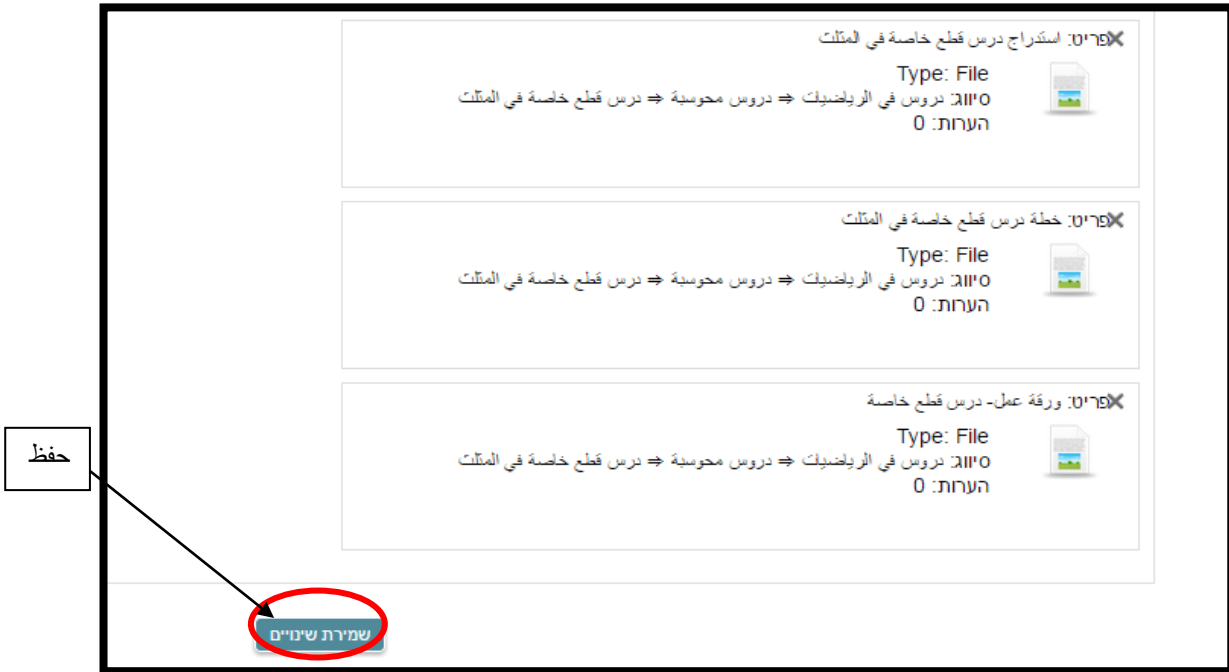 פריט: استدراج درس قطع خاصة في المثلث
Type: File
סיווג: دروس في الرياضيات ⇐ دروس محوسبة ⇐ درس قطع خاصة في المثلث
הערות: 0
פריט: خطة درس قطع خاصة في المثلث
Type: File
סיווג: دروس في الرياضيات ⇐ دروس محوسبة ⇐ درس قطع خاصة في المثلث
הערות: 0
פריט: ورقة عمل- درس قطع خاصة
Type: File
סיווג: دروس في الرياضيات ⇐ دروس محوسبة ⇐ درس قطع خاصة في المثلث
הערות: 0
حفظ
שמירת שינויים